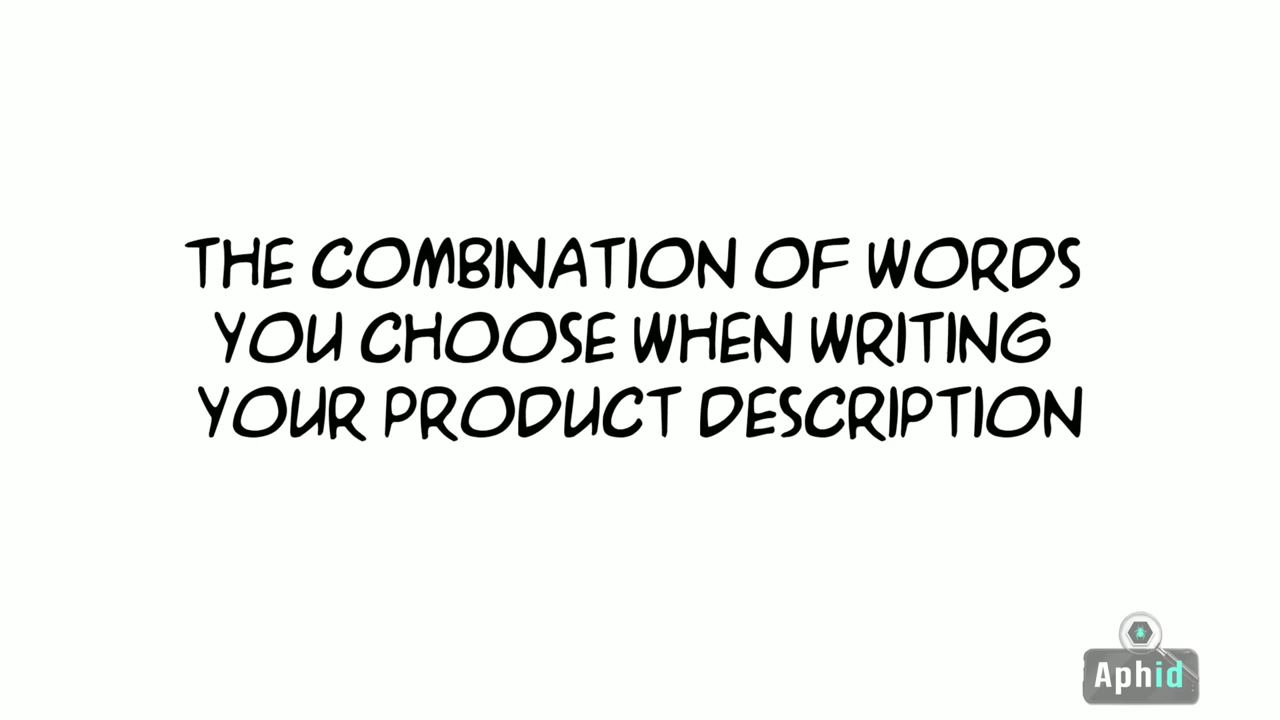 THE COMBINATION OF WORDS
YOU CHOOSE WHEN WRITING
YOUR PRODUCT DESCRIPTION
Aphid